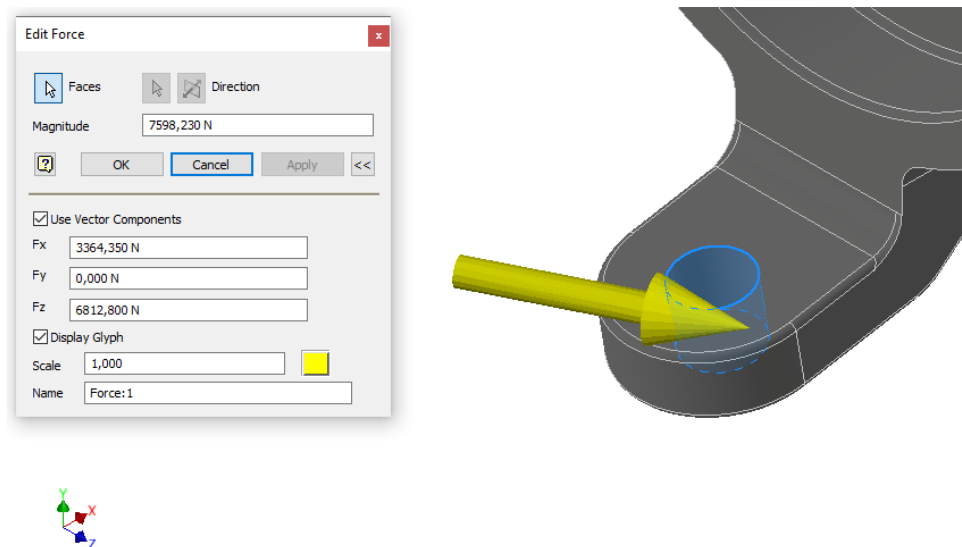 Edit Force
x
Faces
Direction
Magnitude
7598,230 N
OK
Cancel
Apply
<<
Use Vector Components
Fx
3364,350 N
Fy
0,000 N
Fz
6812,800 N
Display Glyph
Scale
1,000
Name
Force:1
Y
X
Z